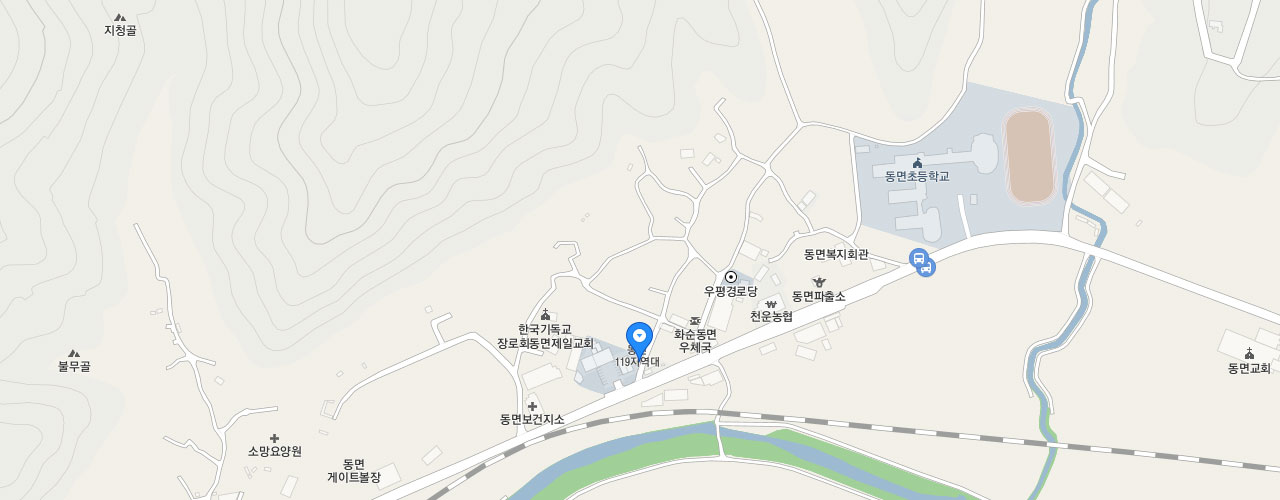 지청골
동면초등학교
동면복지회관
우평경로당
동면파출소
천운농협
한국기독교
장로회동면제일교회
화순동면
우체국
119지역대
불무골
동면교회
동면보건지소
소망요양원
동면
게이트볼장